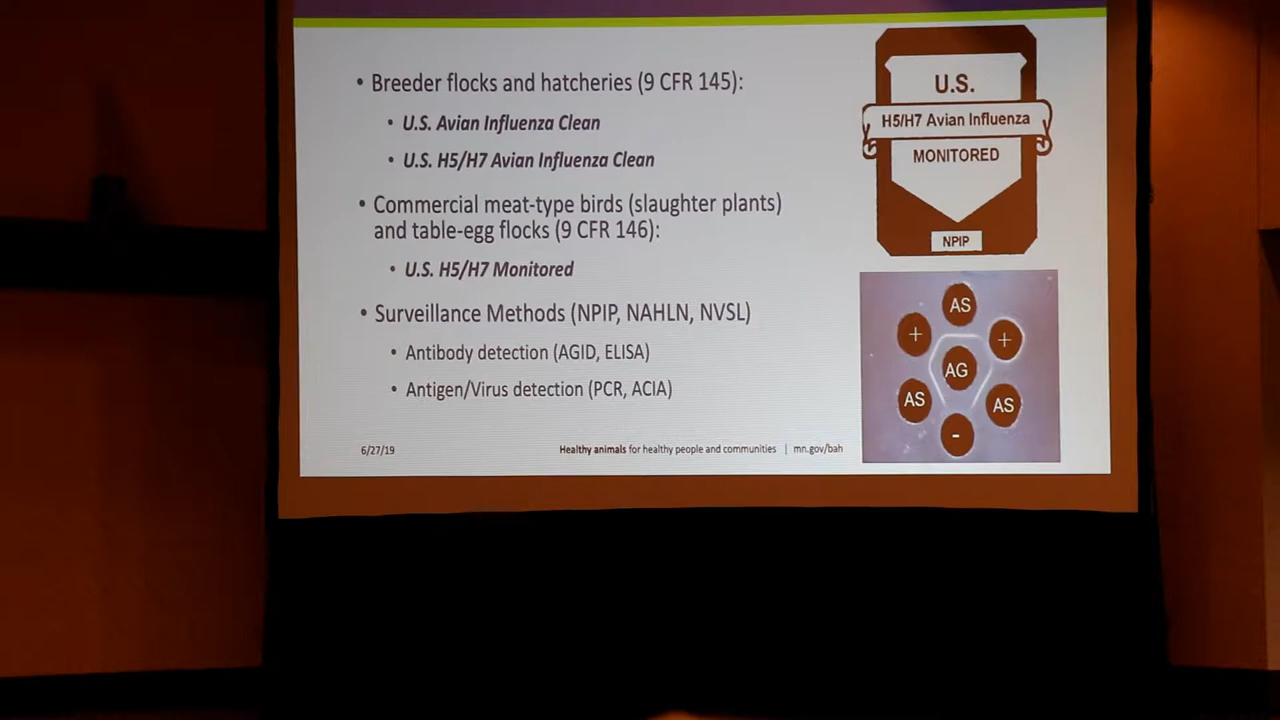 • Breeder flocks and hatcheries (9 CFR 145):
• U.S. Avian Influenza Clean
• U.S. H5/H7 Avian Influenza Clean
• Commercial meat-type birds (slaughter plants)
and table-egg flocks (9 CFR 146):
• U.S. H5/H7 Monitored
• Surveillance Methods (NPIP, NAHLN, NVSL)
• Antibody detection (AGID, ELISA)
• Antigen/Virus detection (PCR, ACIA)
6/27/19
Healthy animals for healthy people and communities | mn.gov/bah
U.S.
H5/H7 Avian Influenza
MONITORED
NPIP
AS
+ +
AG
AS AS
-